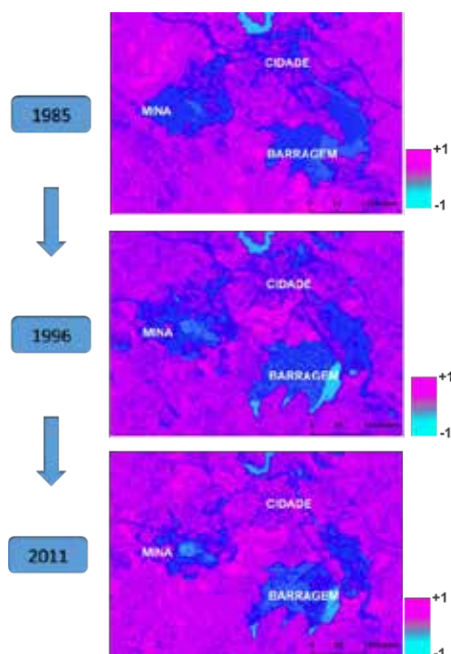 CIDADE
1985
MINA
BARRAGEM
+1
-1
CIDADE
1996
MINA
BARRAGEM
+1
-1
CIDADE
2011
MINA
BARRAGEM
+1
-1